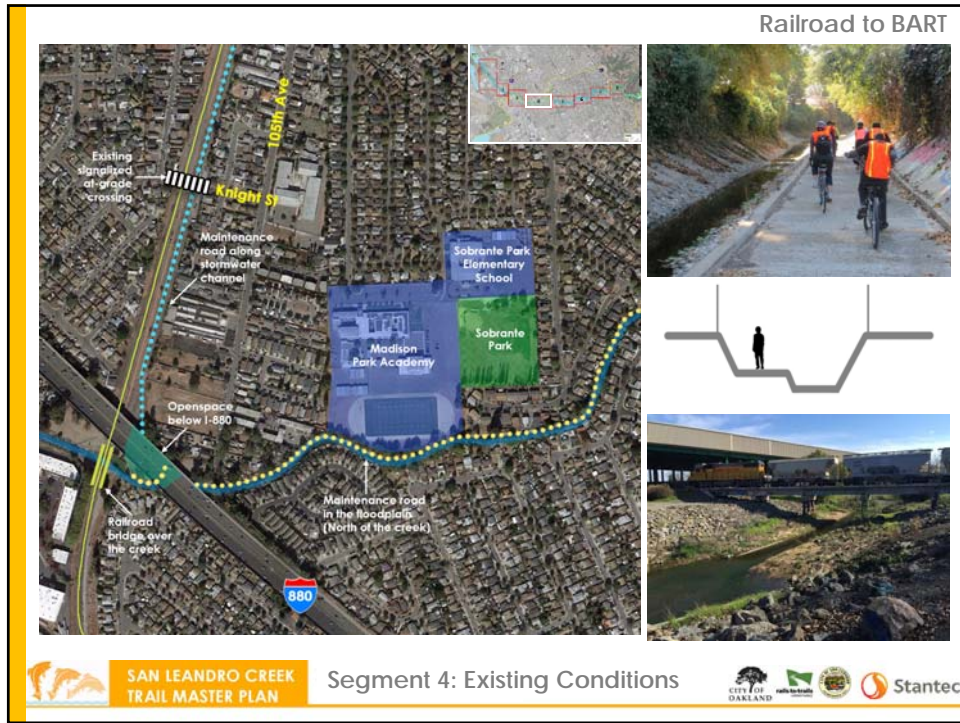 Railroad to BART
105th Ave
Existing
signalized
at-grade
crossing
Knight St
Maintenance
road along
stormwater
channel
Sobrante Park
Elementary
School
Madison
Park Academy
Sobrante
Park
Openspace
below I-880
Maintenance road
in the floodplain
(North of the creek)
Railroad
bridge over
the creek
880
SAN LEANDRO CREEK
TRAIL MASTER PLAN
Segment 4: Existing Conditions
CITY OF
OAKLAND
rails-to-trails
Stantec